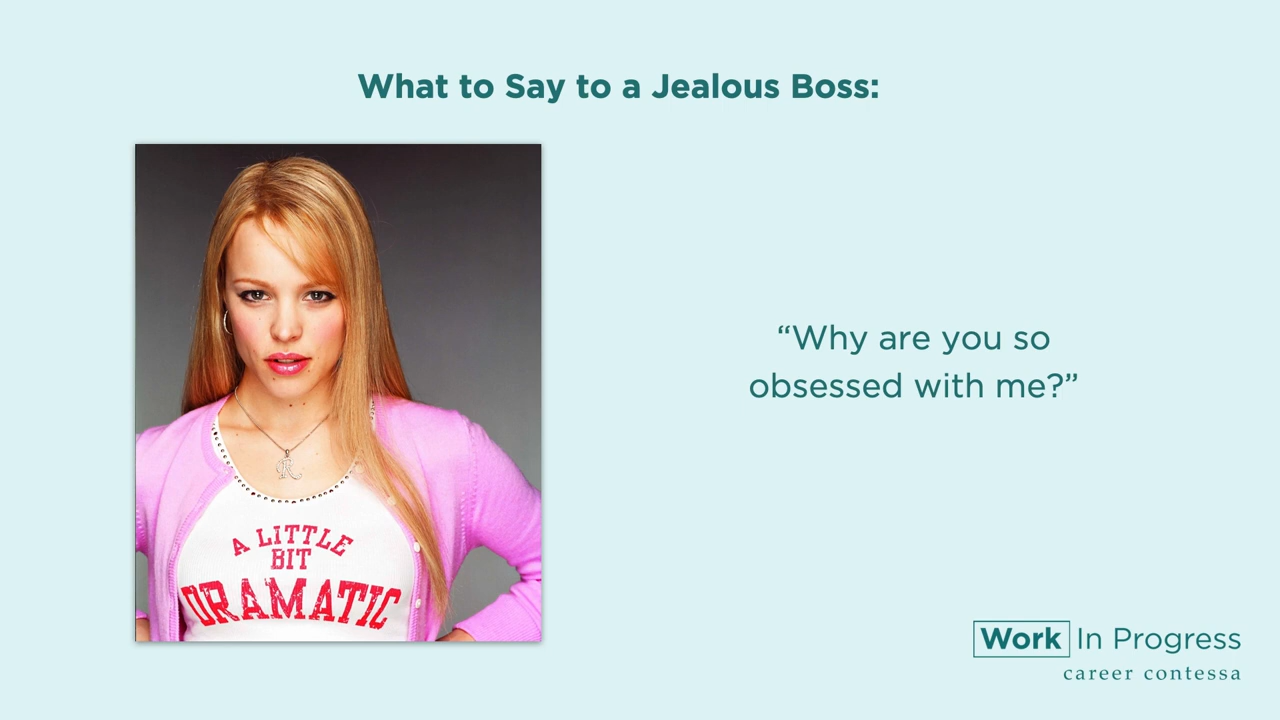 What to Say to a Jealous Boss:
R
A LITTLE
BIT
DRAMATIC
“Why are you so
obsessed with me?”
Work In Progress
career contessa